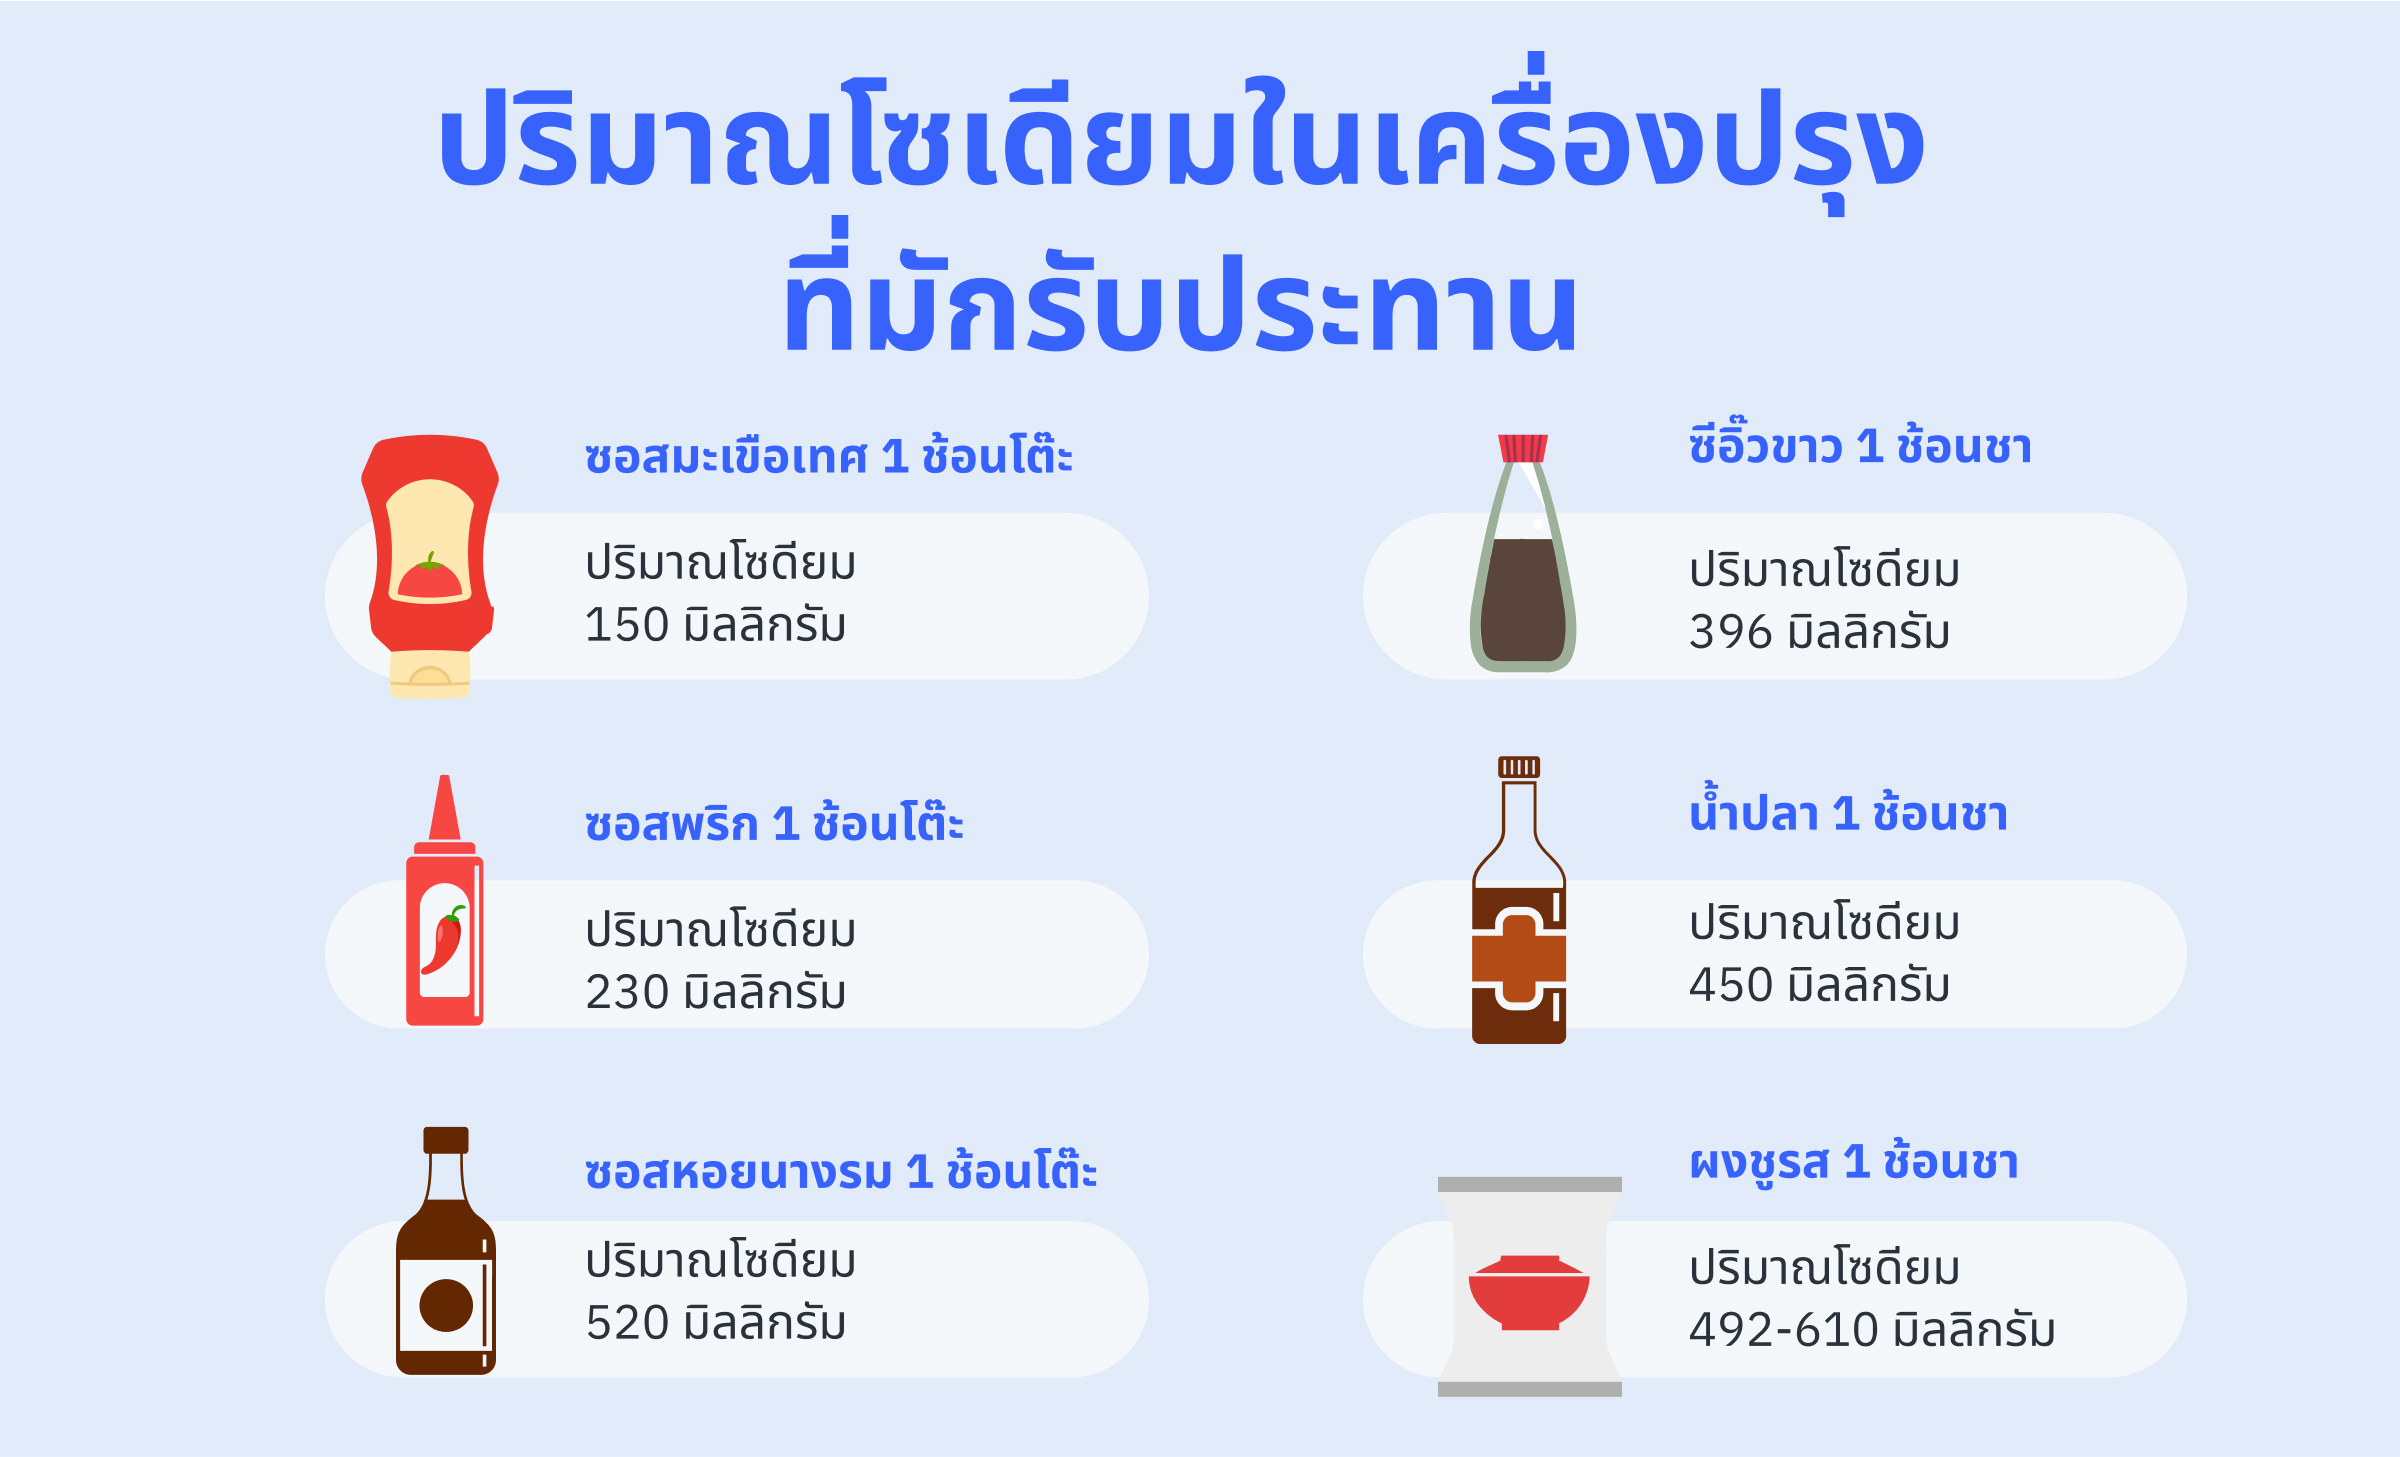 ปริมาณโซเดียมในเครื่องปรุง
ที่มักรับประทาน
ซอสมะเขือเทศ 1 ช้อนโต๊ะ
ปริมาณโซเดียม
150 มิลลิกรัม
ซีอิ๊วขาว 1 ช้อนชา
ปริมาณโซเดียม
396 มิลลิกรัม
ซอสพริก 1 ช้อนโต๊ะ
ปริมาณโซเดียม
230 มิลลิกรัม
น้ำปลา 1 ช้อนชา
ปริมาณโซเดียม
450 มิลลิกรัม
ซอสหอยนางรม 1 ช้อนโต๊ะ
ปริมาณโซเดียม
520 มิลลิกรัม
ผงชูรส 1 ช้อนชา
ปริมาณโซเดียม
492-610 มิลลิกรัม